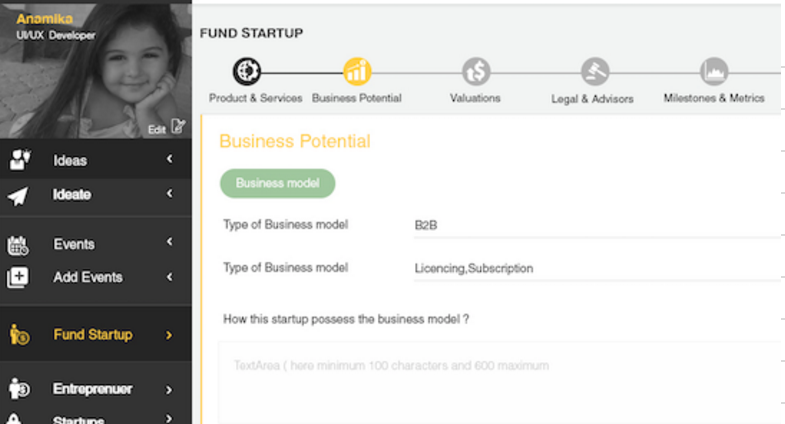 Anamika
UI/UX Developer
Edit
Ideas
Ideate
Events
Add Events
Fund Startup
Entreprenuer
Startups
FUND STARTUP
Product & Services
Business Potential
Valuations
Legal & Advisors
Milestones & Metrics
Business Potential
Business model
Type of Business model
B2B
Type of Business model
Licencing,Subscription
How this startup possess the business model ?
TextArea ( here minimum 100 characters and 600 maximum